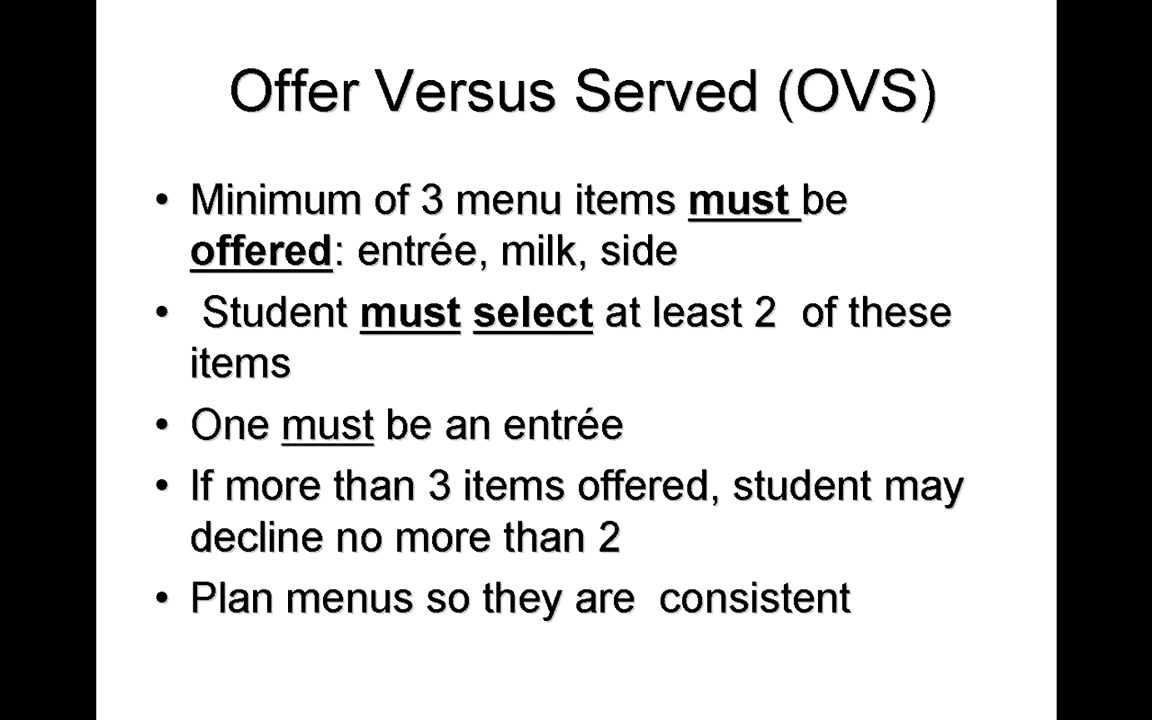 Offer Versus Served (OVS)
• Minimum of 3 menu items must be
offered: entrée, milk, side
• Student must select at least 2 of these
items
• One must be an entrée
• If more than 3 items offered, student may
decline no more than 2
• Plan menus so they are consistent